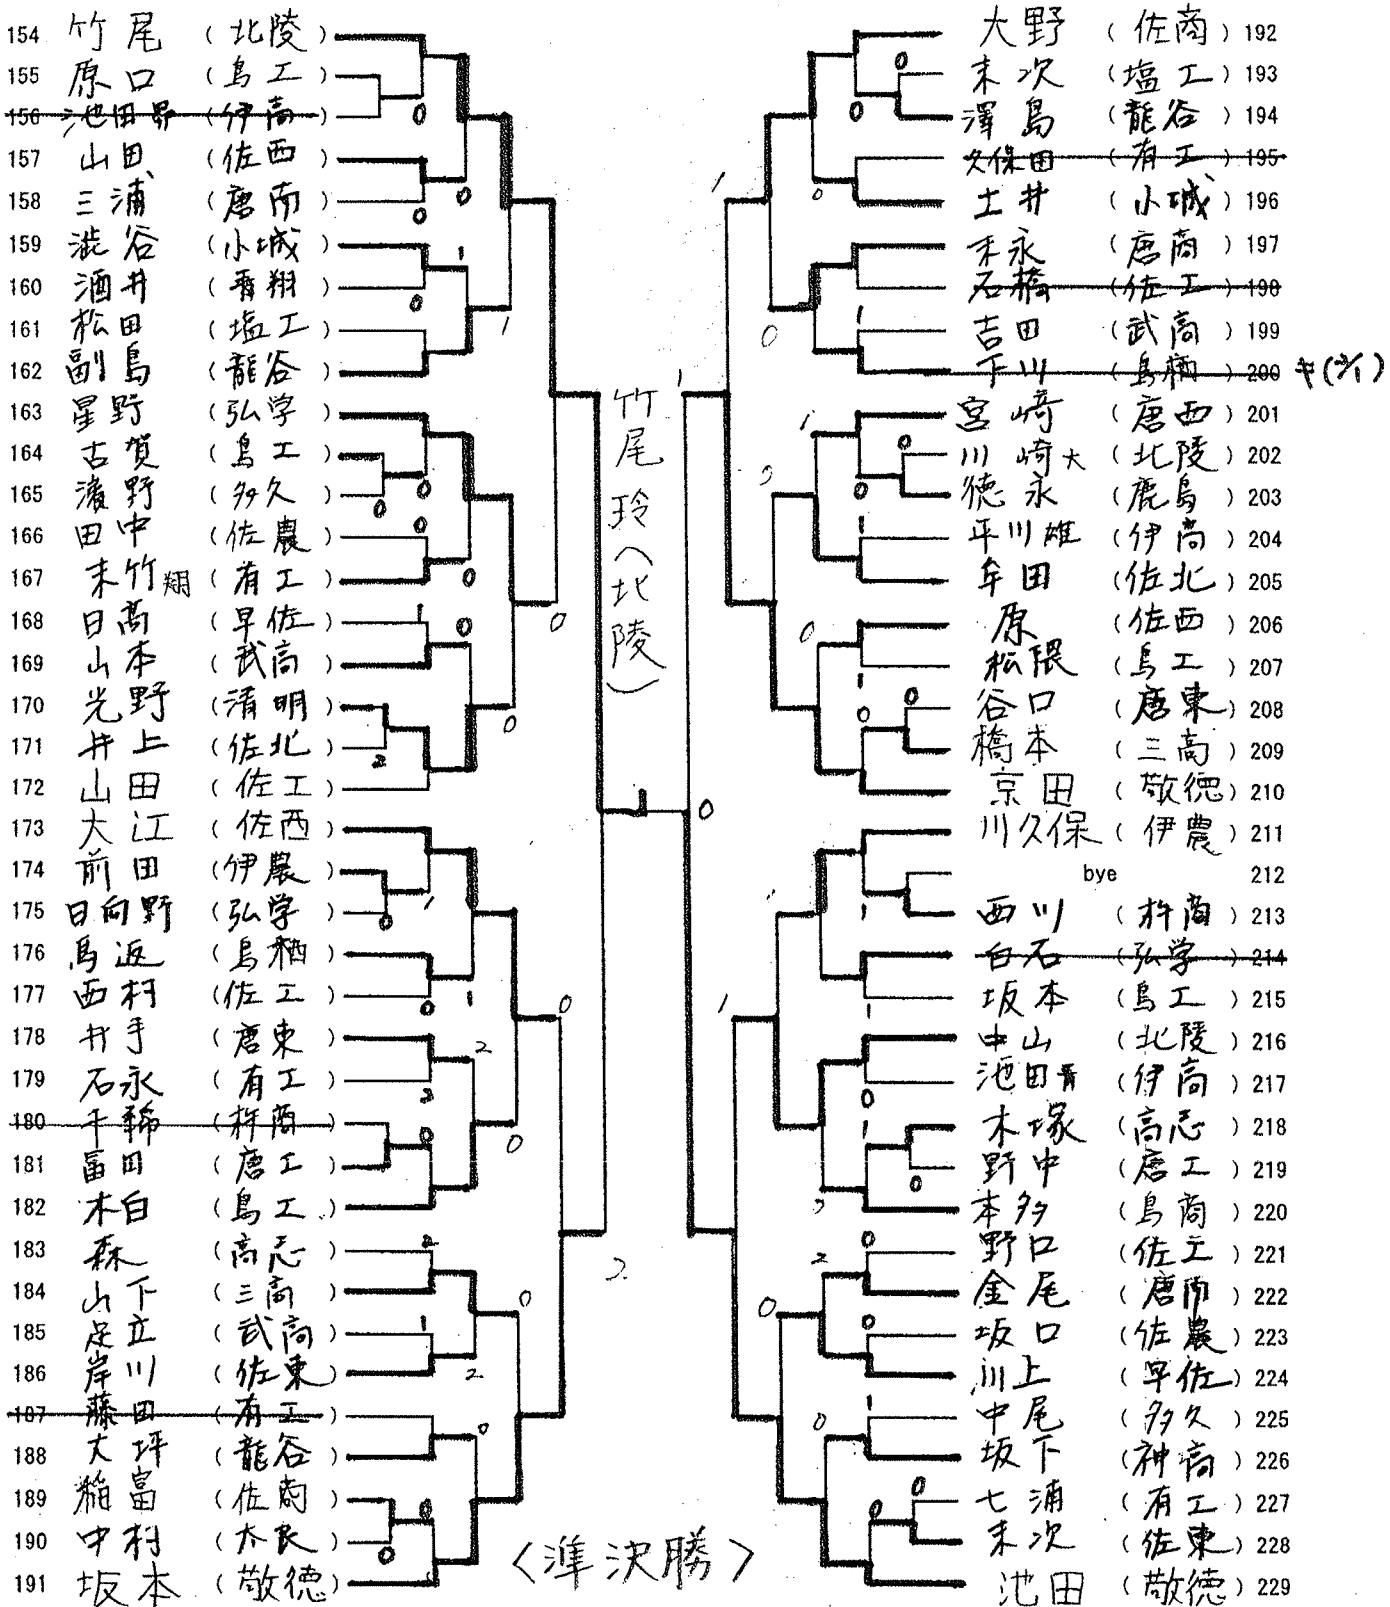 154 竹尾 (北陵)
155 原口 (鳥工)
156 池田昂 (伊高)
157 山田 (佐西)
158 三浦 (唐南)
159 澁谷 (小城)
160 酒井 (青翔)
161 松田 (塩工)
162 副島 (龍谷)
163 星野 (弘学)
164 古賀 (鳥工)
165 濱野 (多久)
166 田中 (佐農)
167 末竹翔 (有工)
168 日髙 (早佐)
169 山本 (武高)
170 光野 (清明)
171 井上 (佐北)
172 山田 (佐工)
173 大江 (佐西)
174 前田 (伊農)
175 日向野 (弘学)
176 馬返 (鳥栖)
177 西村 (佐工)
178 井手 (唐東)
179 石永 (有工)
180 (杵商)
181 冨田 (唐工)
182 木白 (鳥工)
183 森 (高志)
184 山下 (三高)
185 足立 (武高)
186 岸川 (佐東)
187 藤田 (有工)
188 大坪 (龍谷)
189 稲富 (佐商)
190 中村 (太良)
191 坂本 (敬徳)
竹尾 玲 (北陵)
〈準決勝〉
大野 (佐商) 192
末次 (塩工) 193
澤島 (龍谷) 194
久保田 (有工) 195
土井 (小城) 196
末永 (唐商) 197
石橋 (佐工) 198
吉田 (武高) 199
下川 (鳥栖) 200 キ
宮﨑 (唐西) 201
川﨑大 (北陵) 202
徳永 (鹿島) 203
平川雄 (伊高) 204
牟田 (佐北) 205
原 (佐西) 206
松隈 (鳥工) 207
谷口 (唐東) 208
橋本 (三高) 209
京田 (敬徳) 210
川久保 (伊農) 211
bye 212
西川 (杵商) 213
白石 (弘学) 214
坂本 (鳥工) 215
中山 (北陵) 216
池田青 (伊高) 217
木塚 (高志) 218
野中 (唐工) 219
本多 (鳥商) 220
野口 (佐工) 221
金尾 (唐南) 222
坂口 (佐農) 223
川上 (早佐) 224
中尾 (多久) 225
坂下 (神高) 226
七浦 (有工) 227
末次 (佐東) 228
池田 (敬徳) 229